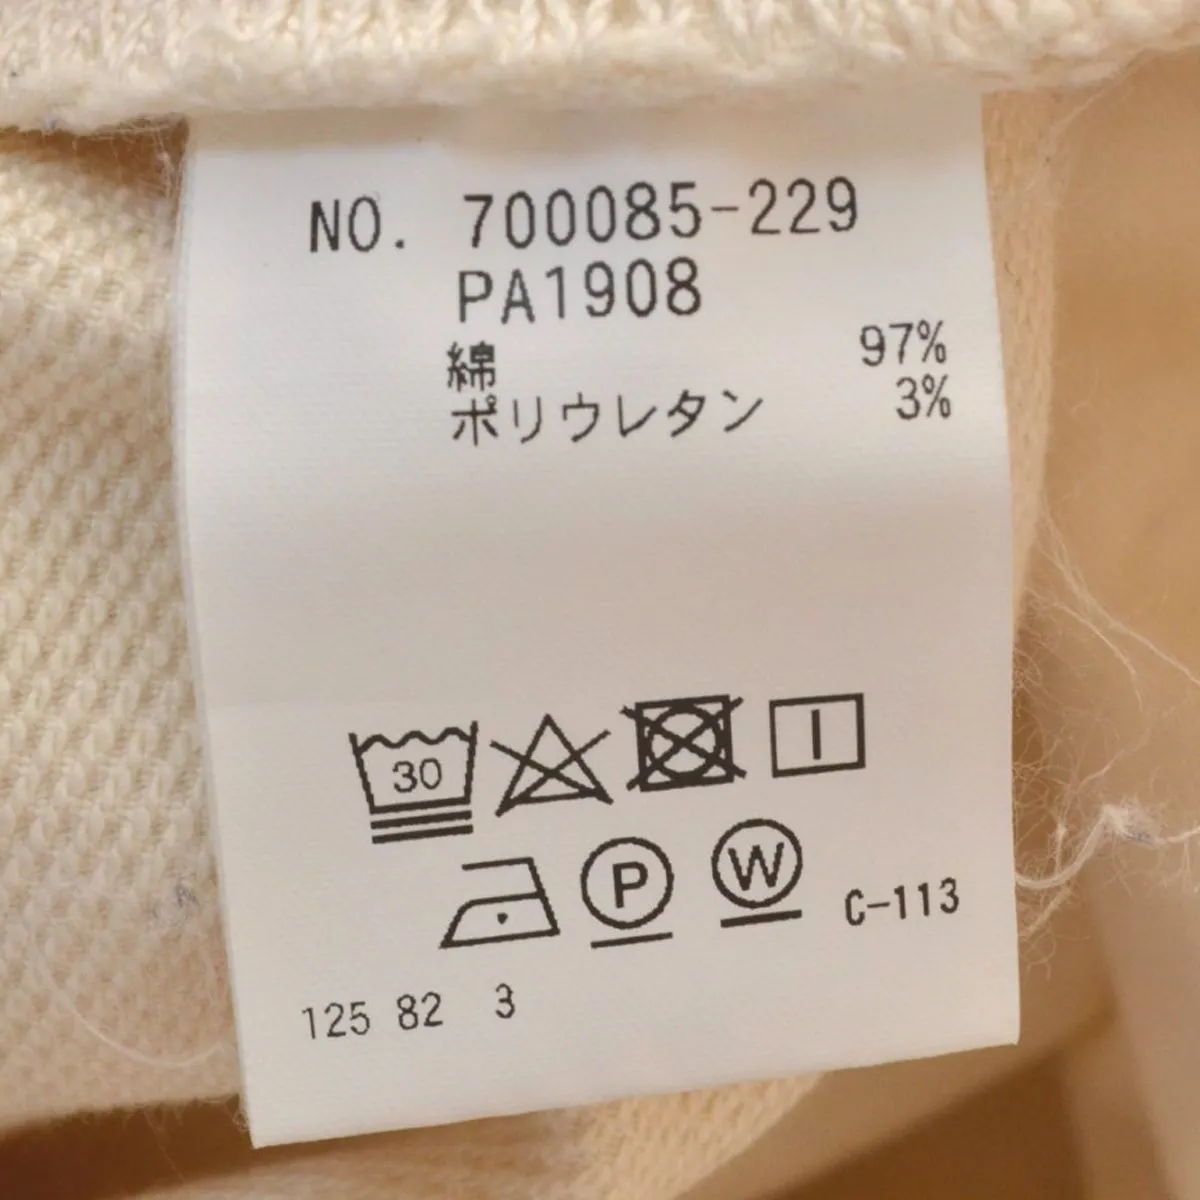 NO. 700085-229
PA1908
綿 97%
ポリウレタン 3%
30
P W C-113
125 82 3